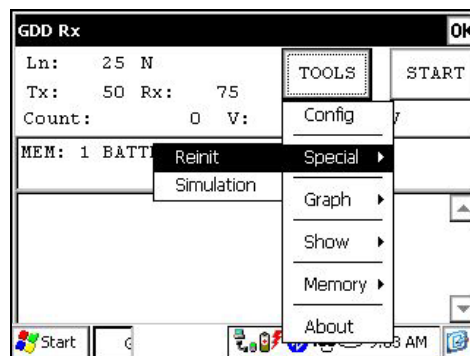 GDD Rx OK
Ln: 25 N TOOLS START
Tx: 50 Rx: 75
Count: 0 V: Config
MEM: 1 Reinit Special
Simulation
Graph
Show
Memory
About
Start AM